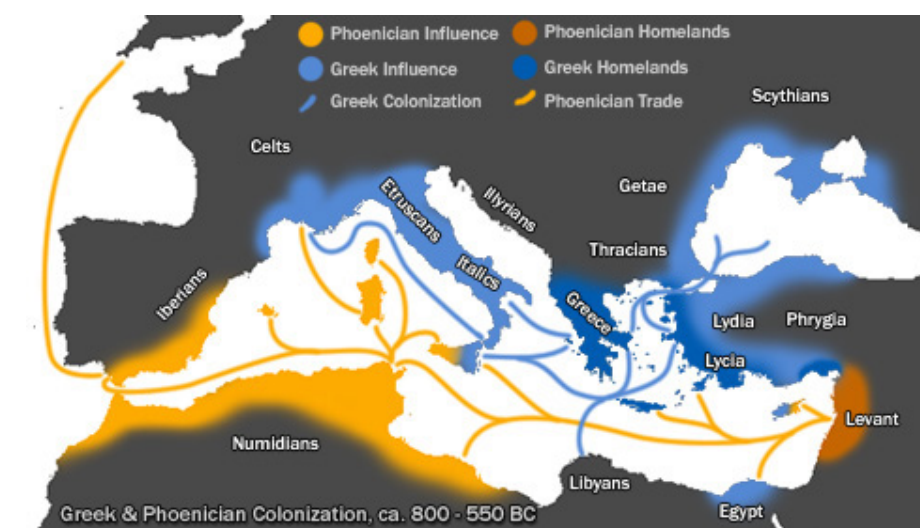 Phoenician Influence
Phoenician Homelands
Greek Influence
Greek Homelands
Greek Colonization
Phoenician Trade
Scythians
Celts
Getae
Etruscans
Illyrians
Thracians
Italics
Iberians
Greece
Lydia
Phrygia
Lycia
Levant
Numidians
Libyans
Egypt
Greek & Phoenician Colonization, ca. 800 - 550 BC